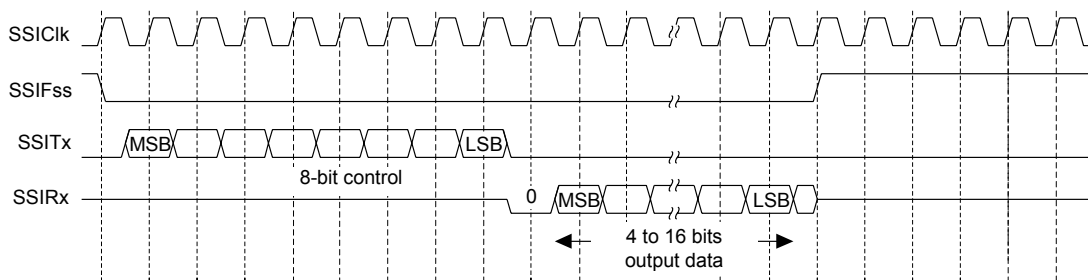 SSIClk
SSIFss
SSITx
MSB
LSB
8-bit control
SSIRx
0
MSB
LSB
4 to 16 bits
output data